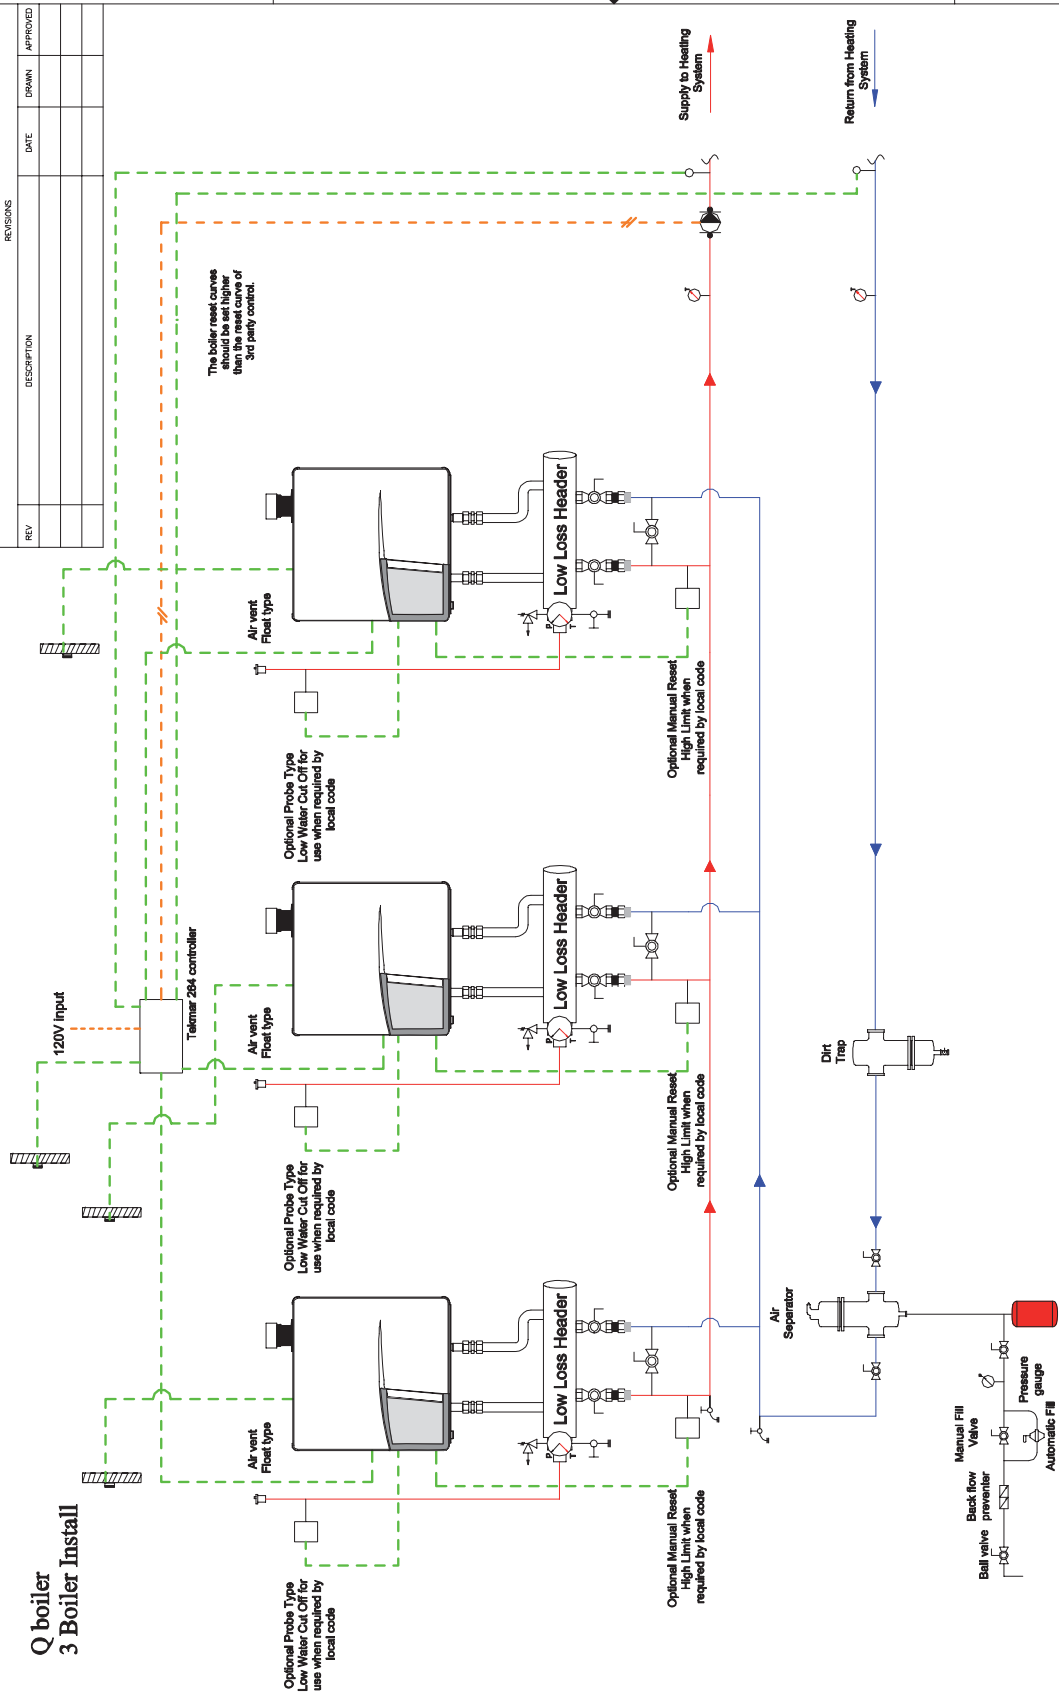 Q boiler
3 Boiler Install
REVISIONS
REV
DESCRIPTION
DATE
DRAWN
APPROVED
120V input
Tekmar 264 controller
The boiler reset curves
should be set higher
than the reset curve of
3rd party control.
Supply to Heating
System
Return from Heating
System
Air vent
Float type
Optional Probe Type
Low Water Cut Off for
use when required by
local code
Low Loss Header
P
T
Optional Manual Reset
High Limit when
required by local code
Air vent
Float type
Optional Probe Type
Low Water Cut Off for
use when required by
local code
Low Loss Header
P
T
Optional Manual Reset
High Limit when
required by local code
Air vent
Float type
Optional Probe Type
Low Water Cut Off for
use when required by
local code
Low Loss Header
P
T
Optional Manual Reset
High Limit when
required by local code
T
T
Air
Separator
Dirt
Trap
Ball valve
Back flow
preventer
Manual Fill
Valve
P
Pressure
gauge
Automatic Fill